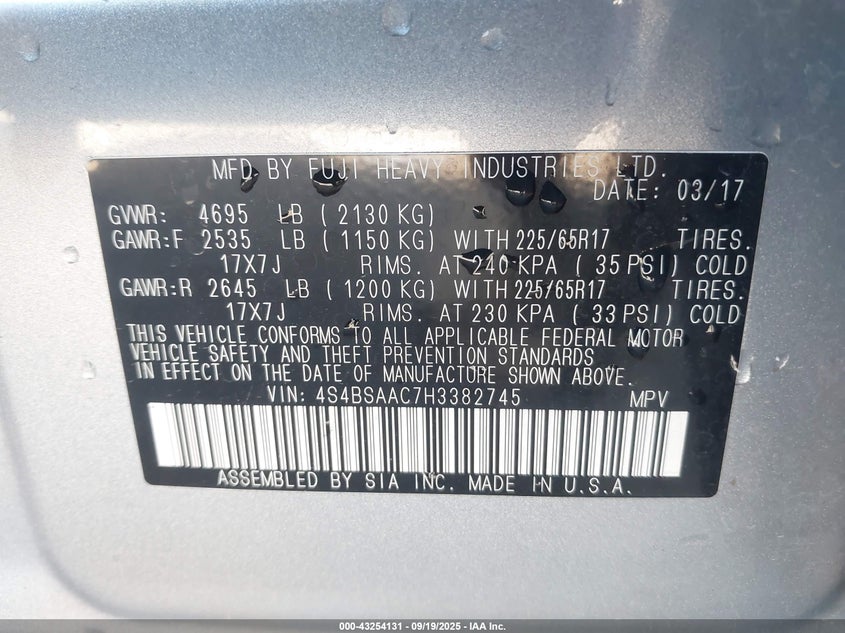 MFD BY FUJI HEAVY INDUSTRIES LTD.
DATE: 03/17
GVWR: 4695 LB ( 2130 KG)
GAWR:F 2535 LB ( 1150 KG) WITH 225/65R17 TIRES.
17X7J RIMS. AT 240 KPA ( 35 PSI) COLD
GAWR:R 2645 LB ( 1200 KG) WITH 225/65R17 TIRES.
17X7J RIMS. AT 230 KPA ( 33 PSI) COLD
THIS VEHICLE CONFORMS TO ALL APPLICABLE FEDERAL MOTOR
VEHICLE SAFETY AND THEFT PREVENTION STANDARDS
IN EFFECT ON THE DATE OF MANUFACTURE SHOWN ABOVE.
VIN: 4S4BSAAC7H3382745 MPV
ASSEMBLED BY SIA INC. MADE IN U.S.A.
000-43254131 - 09/19/2025 - IAA Inc.